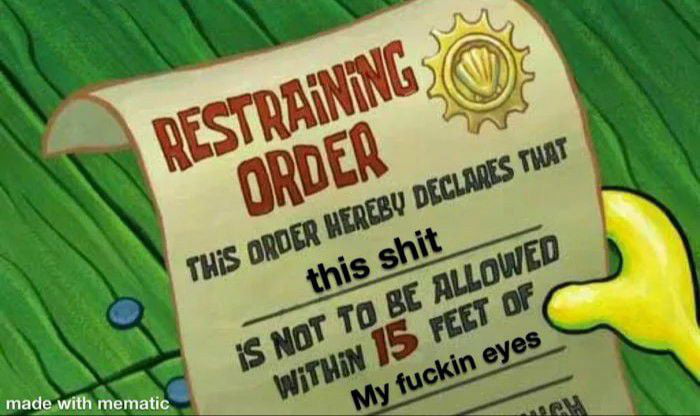 RESTRAINING
ORDER
THIS ORDER HEREBY DECLARES THAT
this shit
IS NOT TO BE ALLOWED
WITHIN 15 FEET OF
My fuckin eyes
made with mematic